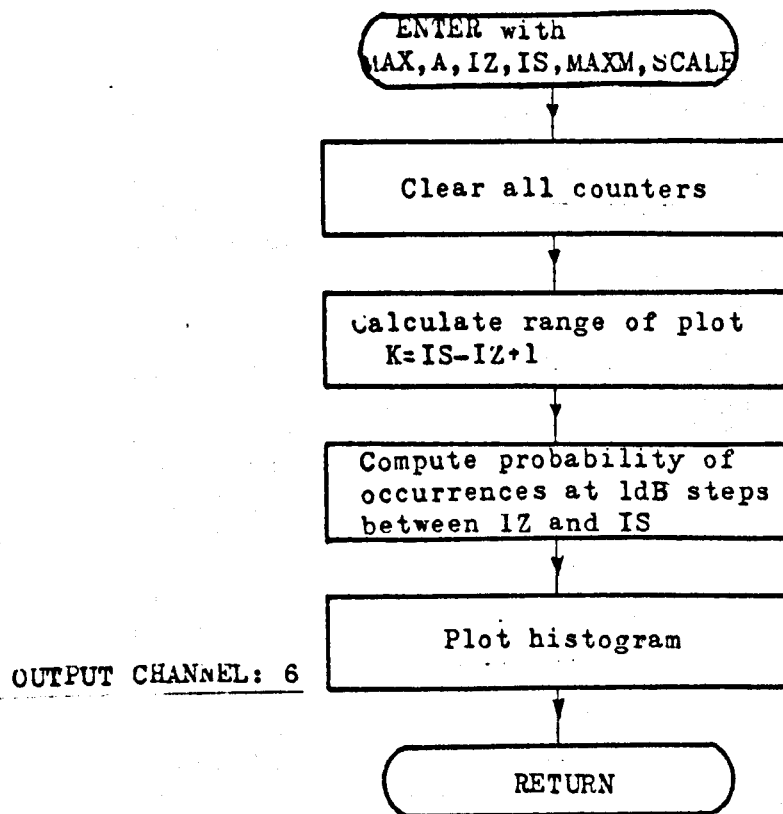 ENTER with
MAX,A,IZ,IS,MAXM,SCALE
Clear all counters
Calculate range of plot
K=IS-IZ+1
Compute probability of
occurrences at 1dB steps
between IZ and IS
Plot histogram
OUTPUT CHANNEL: 6
RETURN